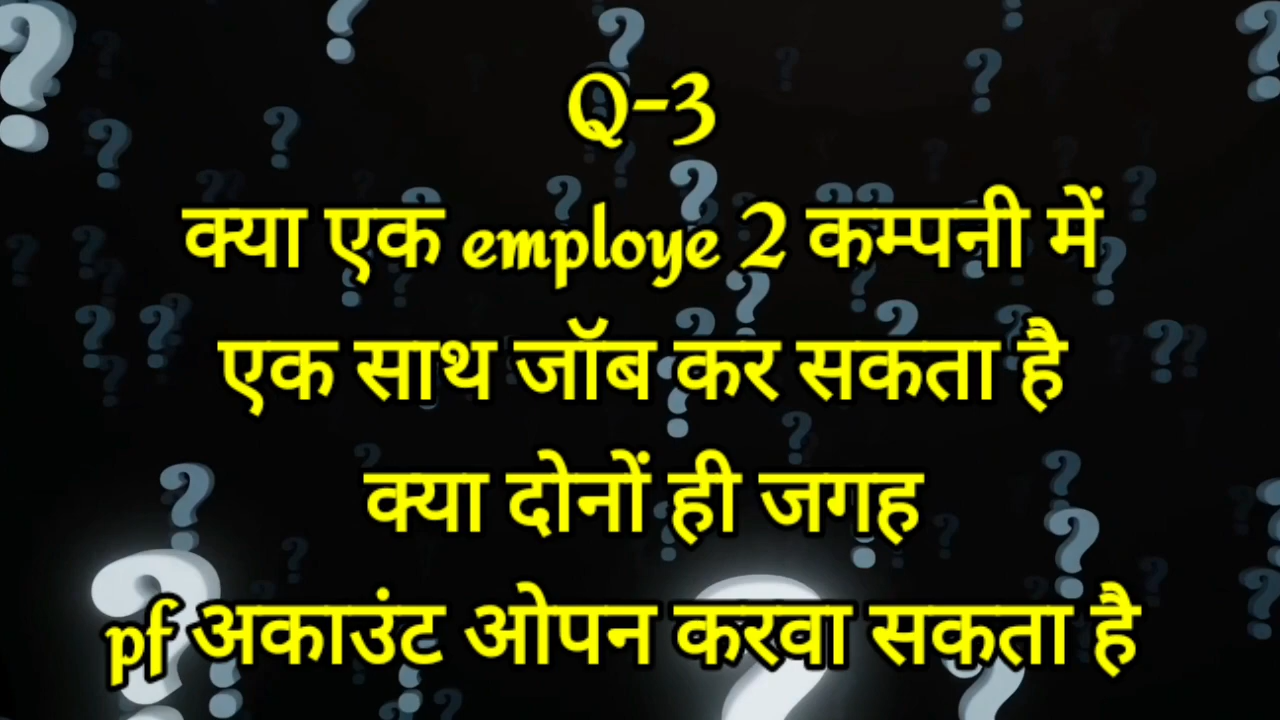 Q-3
क्या एक employe 2 कम्पनी में
एक साथ जॉब कर सकता है
क्या दोनों ही जगह
pf अकाउंट ओपन करवा सकता है